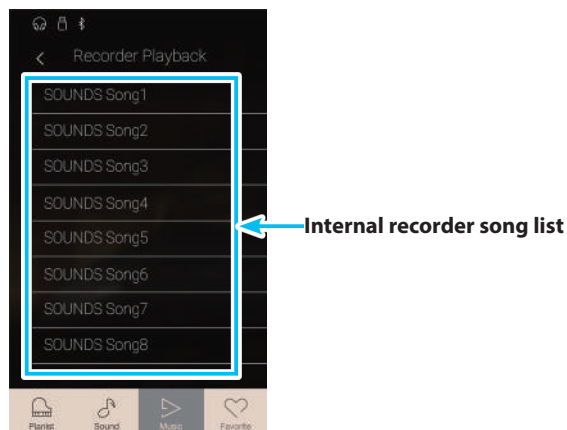 Recorder Playback
SOUNDS Song1
SOUNDS Song2
SOUNDS Song3
SOUNDS Song4
SOUNDS Song5
SOUNDS Song6
SOUNDS Song7
SOUNDS Song8
Internal recorder song list
Pianist Sound Music Favorite